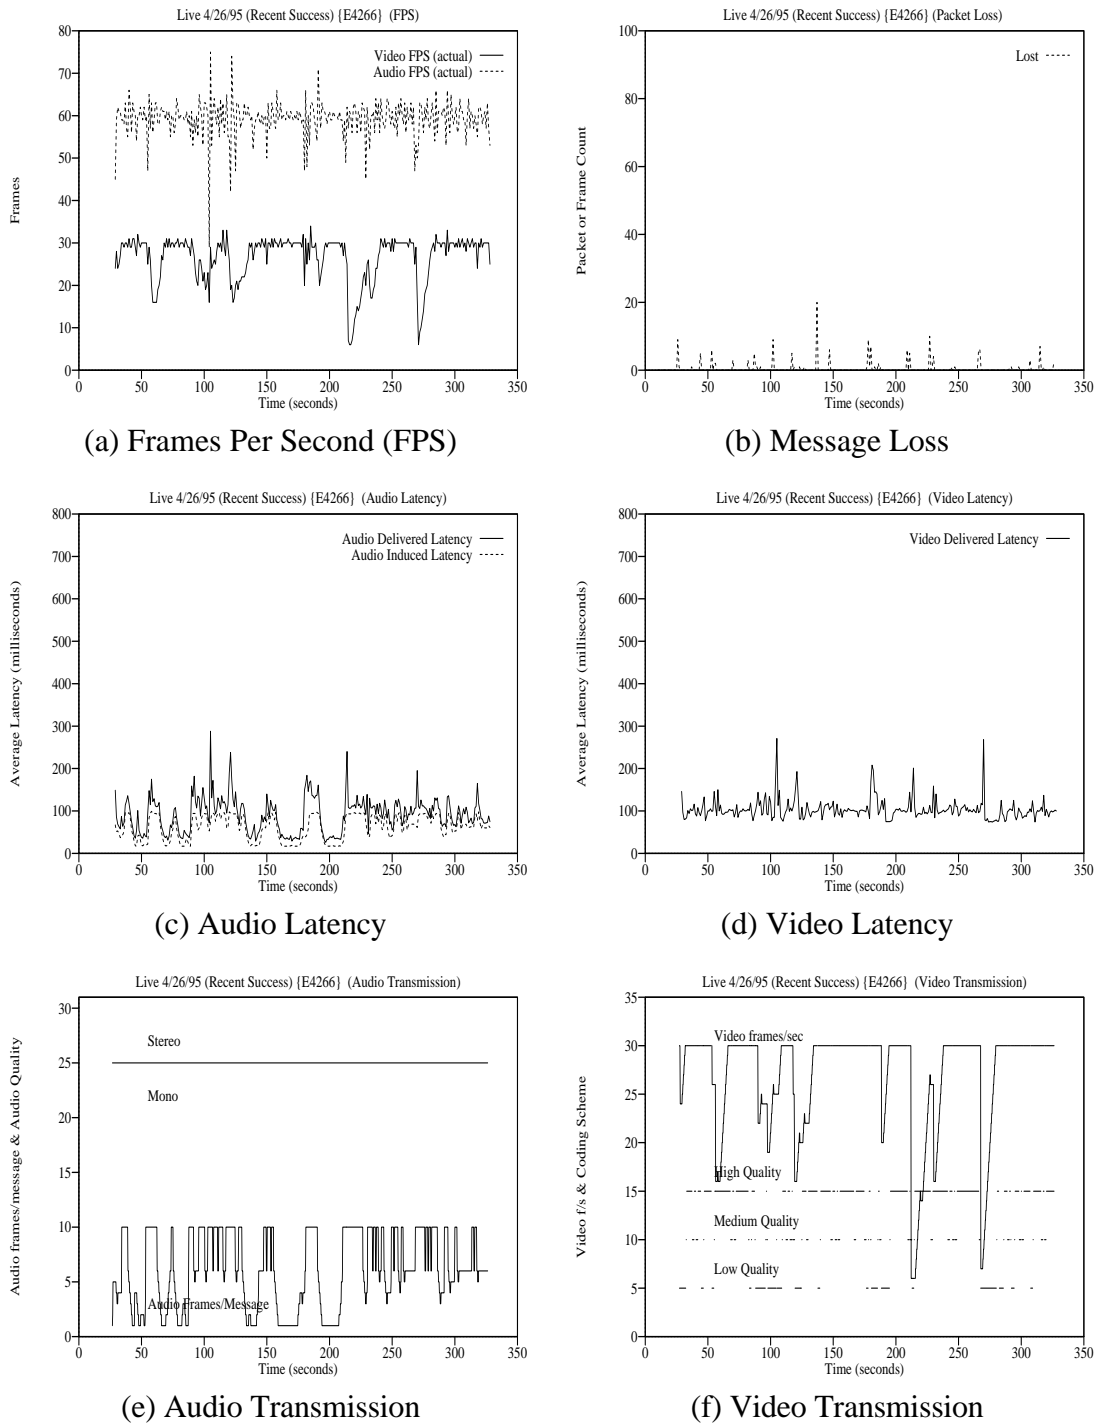 Live 4/26/95 (Recent Success) {E4266} (FPS)
80
70
60
50
40
30
20
10
0
Frames
Video FPS (actual)
Audio FPS (actual)
0 50 100 150 200 250 300 350
Time (seconds)
(a) Frames Per Second (FPS)
Live 4/26/95 (Recent Success) {E4266} (Packet Loss)
100
80
60
40
20
0
Packet or Frame Count
Lost
0 50 100 150 200 250 300 350
Time (seconds)
(b) Message Loss
Live 4/26/95 (Recent Success) {E4266} (Audio Latency)
800
700
600
500
400
300
200
100
0
Average Latency (milliseconds)
Audio Delivered Latency
Audio Induced Latency
0 50 100 150 200 250 300 350
Time (seconds)
(c) Audio Latency
Live 4/26/95 (Recent Success) {E4266} (Video Latency)
800
700
600
500
400
300
200
100
0
Average Latency (milliseconds)
Video Delivered Latency
0 50 100 150 200 250 300 350
Time (seconds)
(d) Video Latency
Live 4/26/95 (Recent Success) {E4266} (Audio Transmission)
30
25
20
15
10
5
0
Audio frames/message & Audio Quality
Stereo
Mono
Audio Frames/Message
0 50 100 150 200 250 300 350
Time (seconds)
(e) Audio Transmission
Live 4/26/95 (Recent Success) {E4266} (Video Transmission)
35
30
25
20
15
10
5
0
Video f/s & Coding Scheme
Video frames/sec
High Quality
Medium Quality
Low Quality
0 50 100 150 200 250 300 350
Time (seconds)
(f) Video Transmission